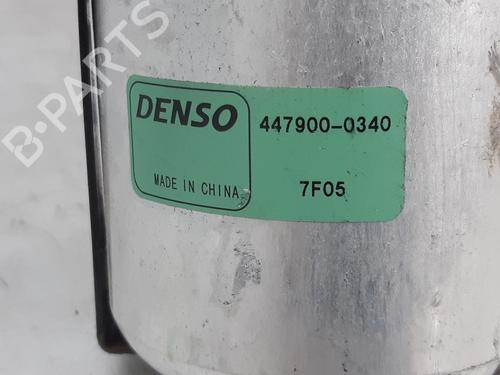 B-PARTS
DENSO
447900-0340
MADE IN CHINA
7F05